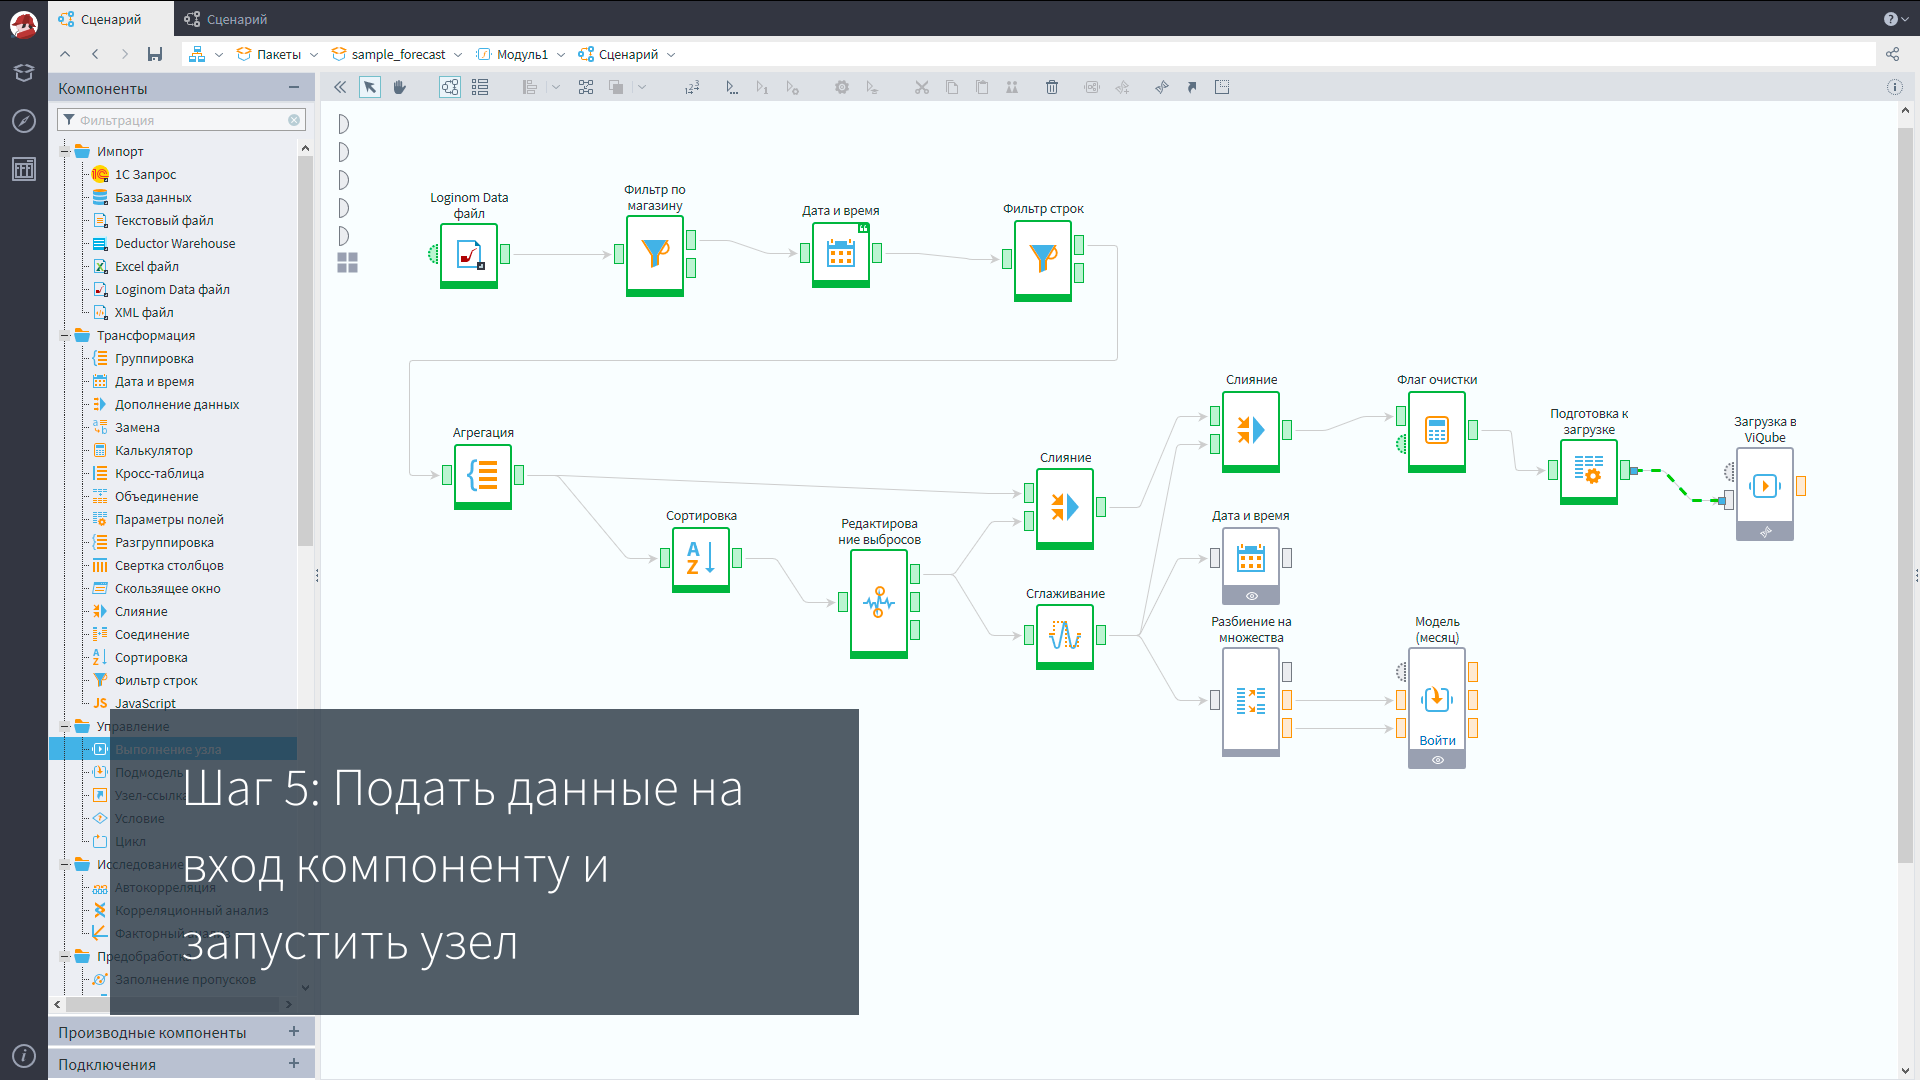 Сценарий
Сценарий
Пакеты
sample_forecast
Модуль1
Сценарий
Компоненты
Фильтрация
Импорт
1С Запрос
База данных
Текстовый файл
Deductor Warehouse
Excel файл
Loginom Data файл
XML файл
Трансформация
Группировка
Дата и время
Дополнение данных
Замена
Калькулятор
Кросс-таблица
Объединение
Параметры полей
Разгруппировка
Свертка столбцов
Скользящее окно
Слияние
Соединение
Сортировка
Фильтр строк
JS JavaScript
Управление
Выполнение узла
Подмодель
Узел-ссылка
Условие
Цикл
Исследование
Автокорреляция
Корреляционный анализ
Факторный анализ
Предобработка
Заполнение пропусков
Производные компоненты
Подключения
Loginom Data
файл
Фильтр по
магазину
Дата и время
Фильтр строк
Агрегация
Сортировка
Редактирова
ние выбросов
Слияние
Сглаживание
Слияние
Дата и время
Разбиение на
множества
Флаг очистки
Модель
(месяц)
Войти
Подготовка к
загрузке
Загрузка в
ViQube
Шаг 5: Подать данные на
вход компоненту и
запустить узел